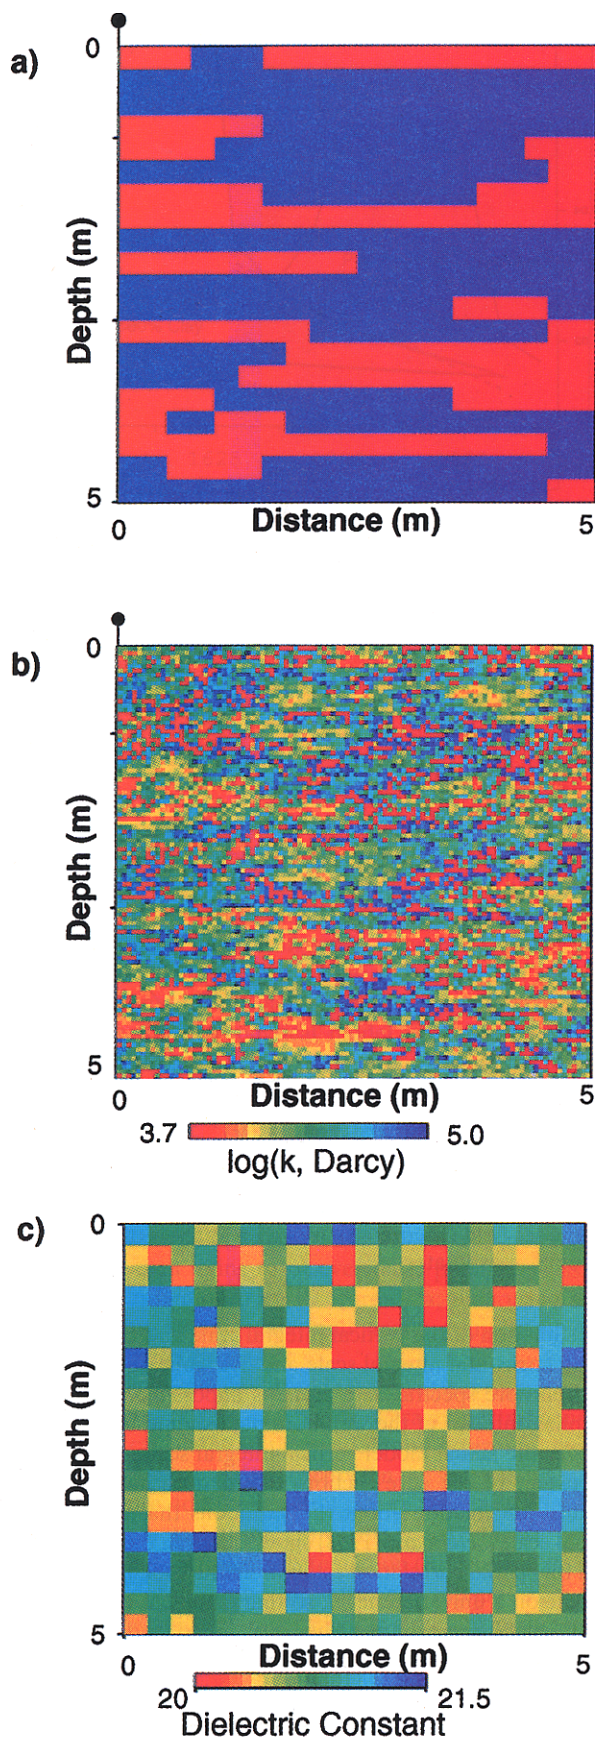 a)
0
Depth (m)
5
0
Distance (m)
5
b)
0
Depth (m)
5
0
Distance (m)
5
3.7
5.0
log(k, Darcy)
c)
0
Depth (m)
5
0
Distance (m)
5
20
21.5
Dielectric Constant